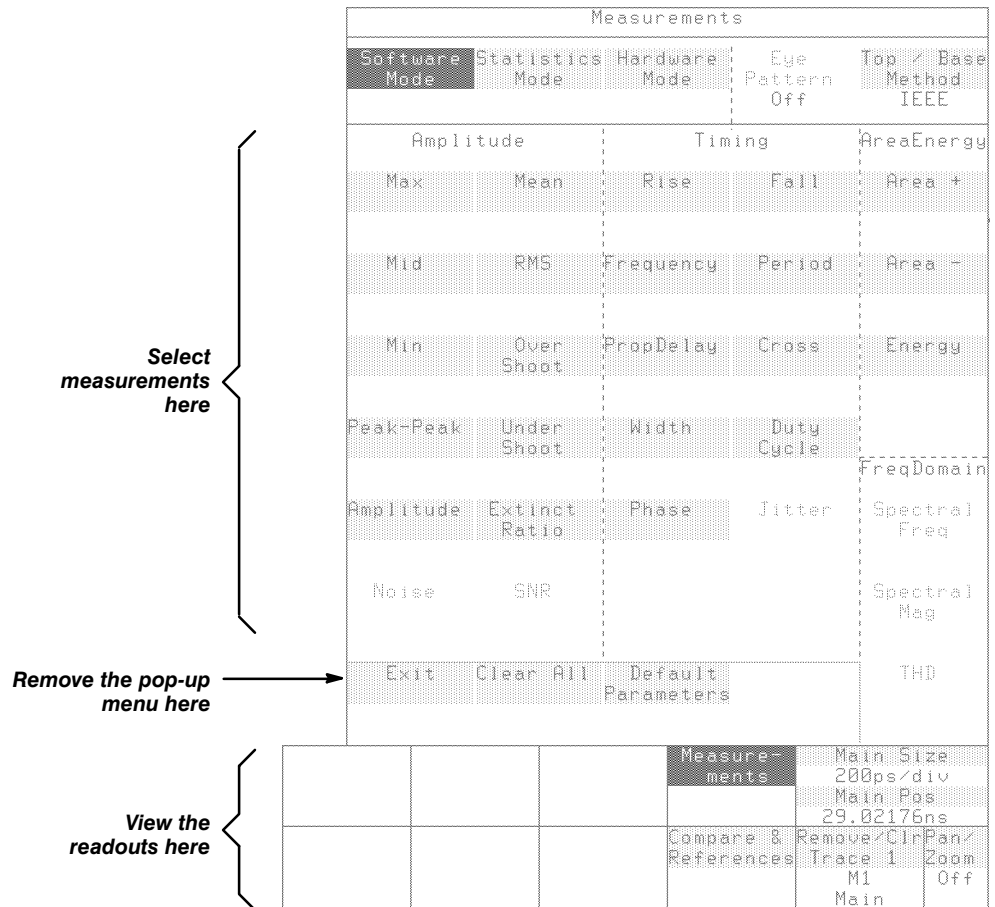 Measurements
Software Statistics Hardware Eye Top / Base
Mode Mode Mode Pattern Method
Off IEEE
Amplitude Timing AreaEnergy
Max Mean Rise Fall Area +
Mid RMS Frequency Period Area -
Min Over PropDelay Cross Energy
Shoot
Peak-Peak Under Width Duty
Shoot Cycle
FreqDomain
Amplitude Extinct Phase Jitter Spectral
Ratio Freq
Noise SNR Spectral
Mag
Exit Clear All Default THD
Parameters
Select
measurements
here
Remove the pop-up
menu here
Measure- Main Size
ments 200ps/div
Main Pos
29.02176ns
Compare & Remove/Clr Pan/
References Trace 1 Zoom
M1 Off
Main
View the
readouts here